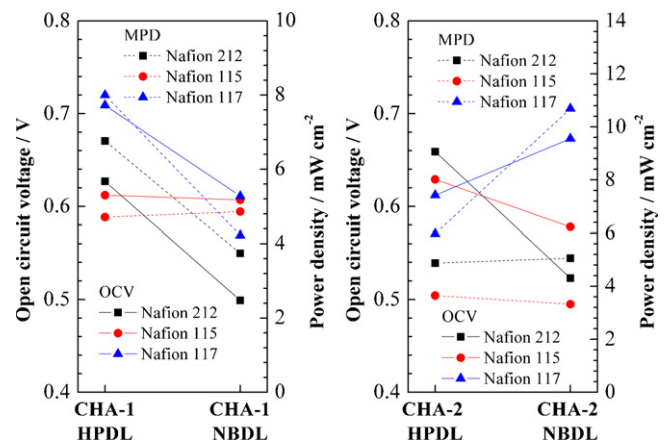 0.8
0.7
0.6
0.5
0.4
Open circuit voltage / V
MPD
Nafion 212
Nafion 115
Nafion 117
OCV
Nafion 212
Nafion 115
Nafion 117
10
8
6
4
2
0
Power density / mW cm⁻²
CHA-1 CHA-1
HPDL NBDL
0.8
0.7
0.6
0.5
0.4
Open circuit voltage / V
MPD
Nafion 212
Nafion 115
Nafion 117
OCV
Nafion 212
Nafion 115
Nafion 117
14
12
10
8
6
4
2
0
Power density / mW cm⁻²
CHA-2 CHA-2
HPDL NBDL